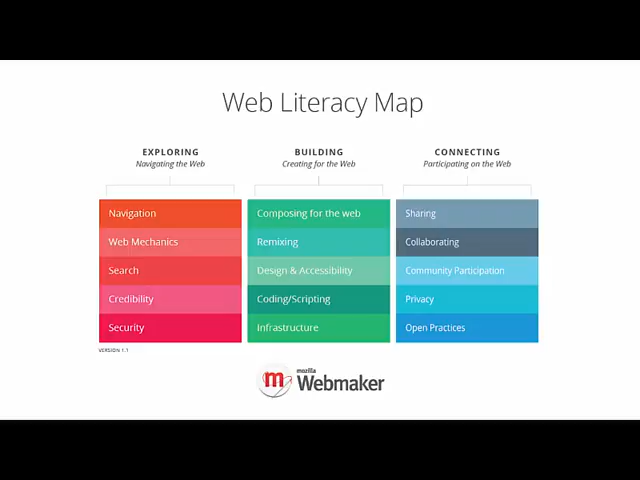 Web Literacy Map
EXPLORING
Navigating the Web
BUILDING
Creating for the Web
CONNECTING
Participating on the Web
Navigation
Web Mechanics
Search
Credibility
Security
Composing for the web
Remixing
Design & Accessibility
Coding/Scripting
Infrastructure
Sharing
Collaborating
Community Participation
Privacy
Open Practices
VERSION 1.1
m
mozilla
Webmaker